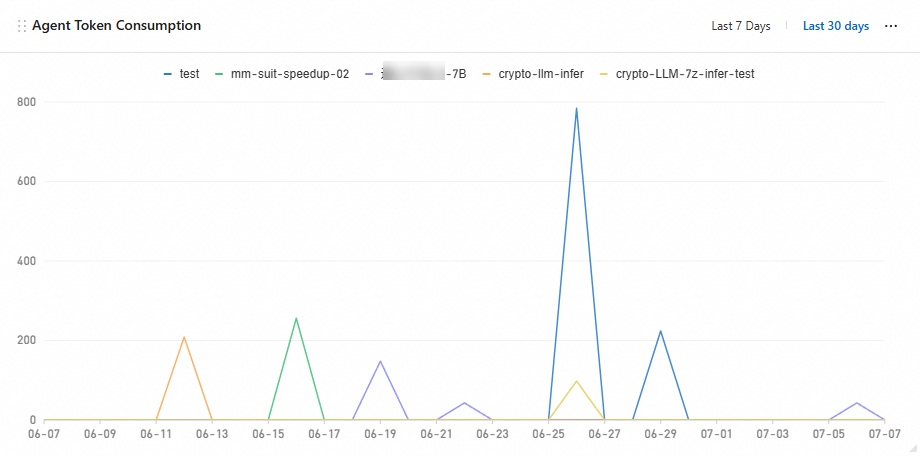 Agent Token Consumption Last 7 Days Last 30 days
test mm-suit-speedup-02 -7B crypto-llm-infer crypto-LLM-7z-infer-test
800
600
400
200
0
06-07 06-09 06-11 06-13 06-15 06-17 06-19 06-21 06-23 06-25 06-27 06-29 07-01 07-03 07-05 07-07